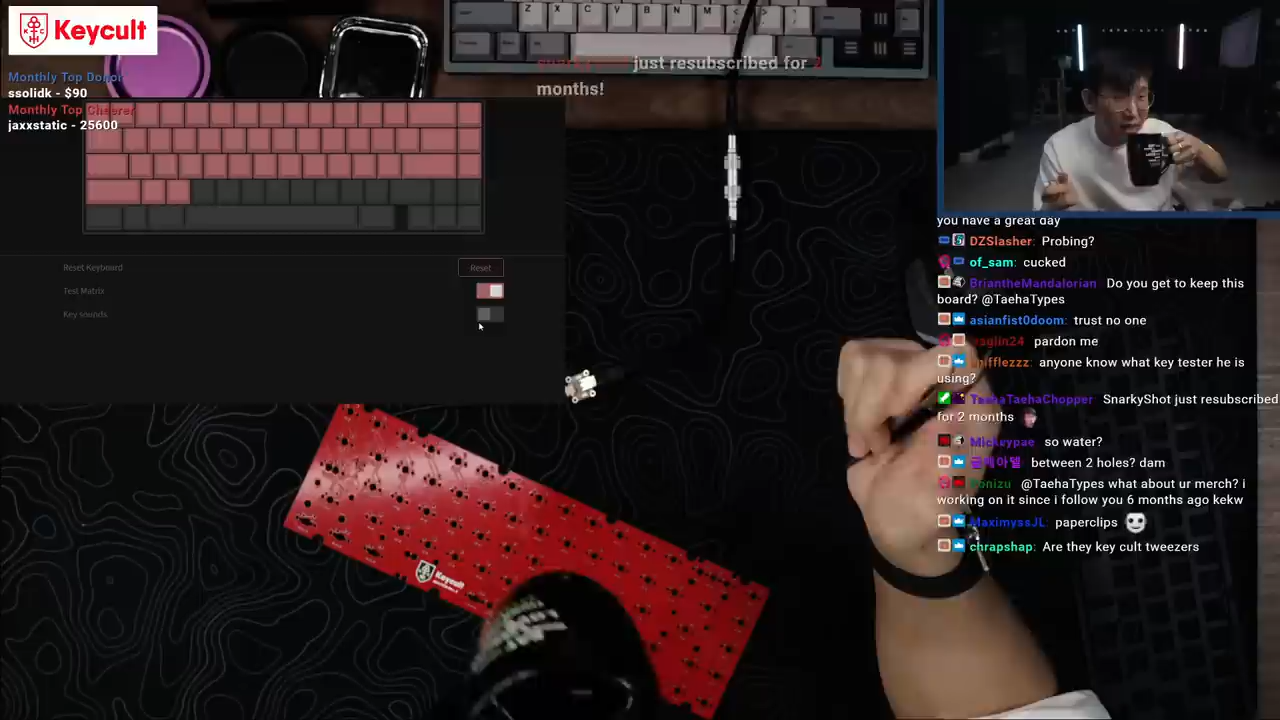 Keycult
Monthly Top Donor
ssolidk - $90
Monthly Top Cheerer
jaxxstatic - 25600
just resubscribed for
months!
Z X C V B N M
Reset Keyboard
Reset
Test Matrix
Key sounds
Keycult
you have a great day
DZSlasher: Probing?
of_sam: cucked
BriantheMandalorian Do you get to keep this
board? @TaehaTypes
asianfist0doom: trust no one
pardon me
anyone know what key tester he is
using?
TaehaTaehaChopper SnarkyShot just resubscribed
for 2 months
Mickeypae so water?
between 2 holes? dam
@TaehaTypes what about ur merch? i
working on it since i follow you 6 months ago kekw
MaximyssJL: paperclips
chrapshap: Are they key cult tweezers